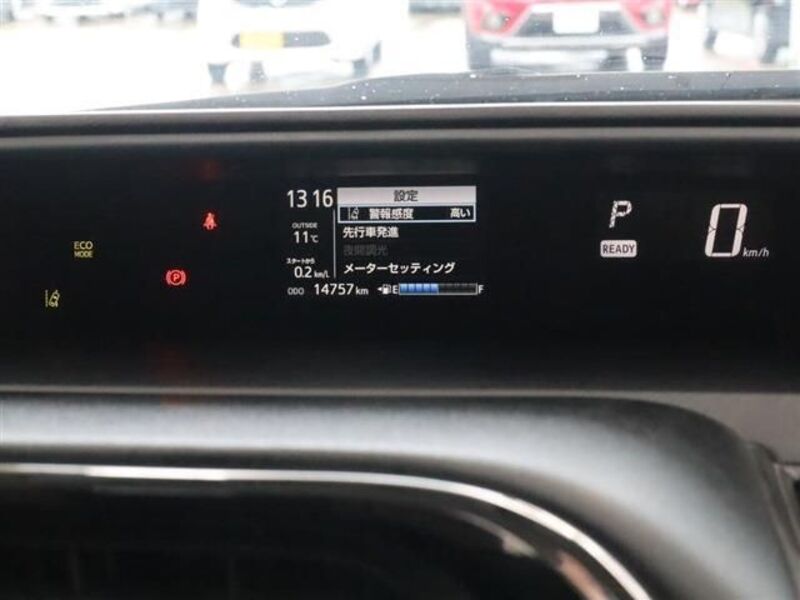 13 16
OUTSIDE
11℃
スタートから
0.2 km/L
ODO 14757 km
設定
警報感度 高い
先行車発進
夜間調光
メーターセッティング
E F
ECO
MODE
P
READY
0 km/h